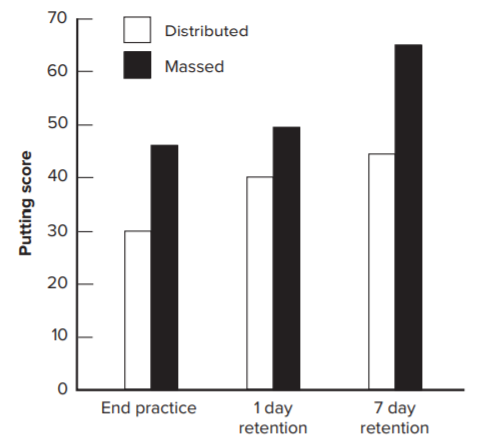 70
60
50
40
30
20
10
0
Putting score
Distributed
Massed
End practice
1 day
retention
7 day
retention